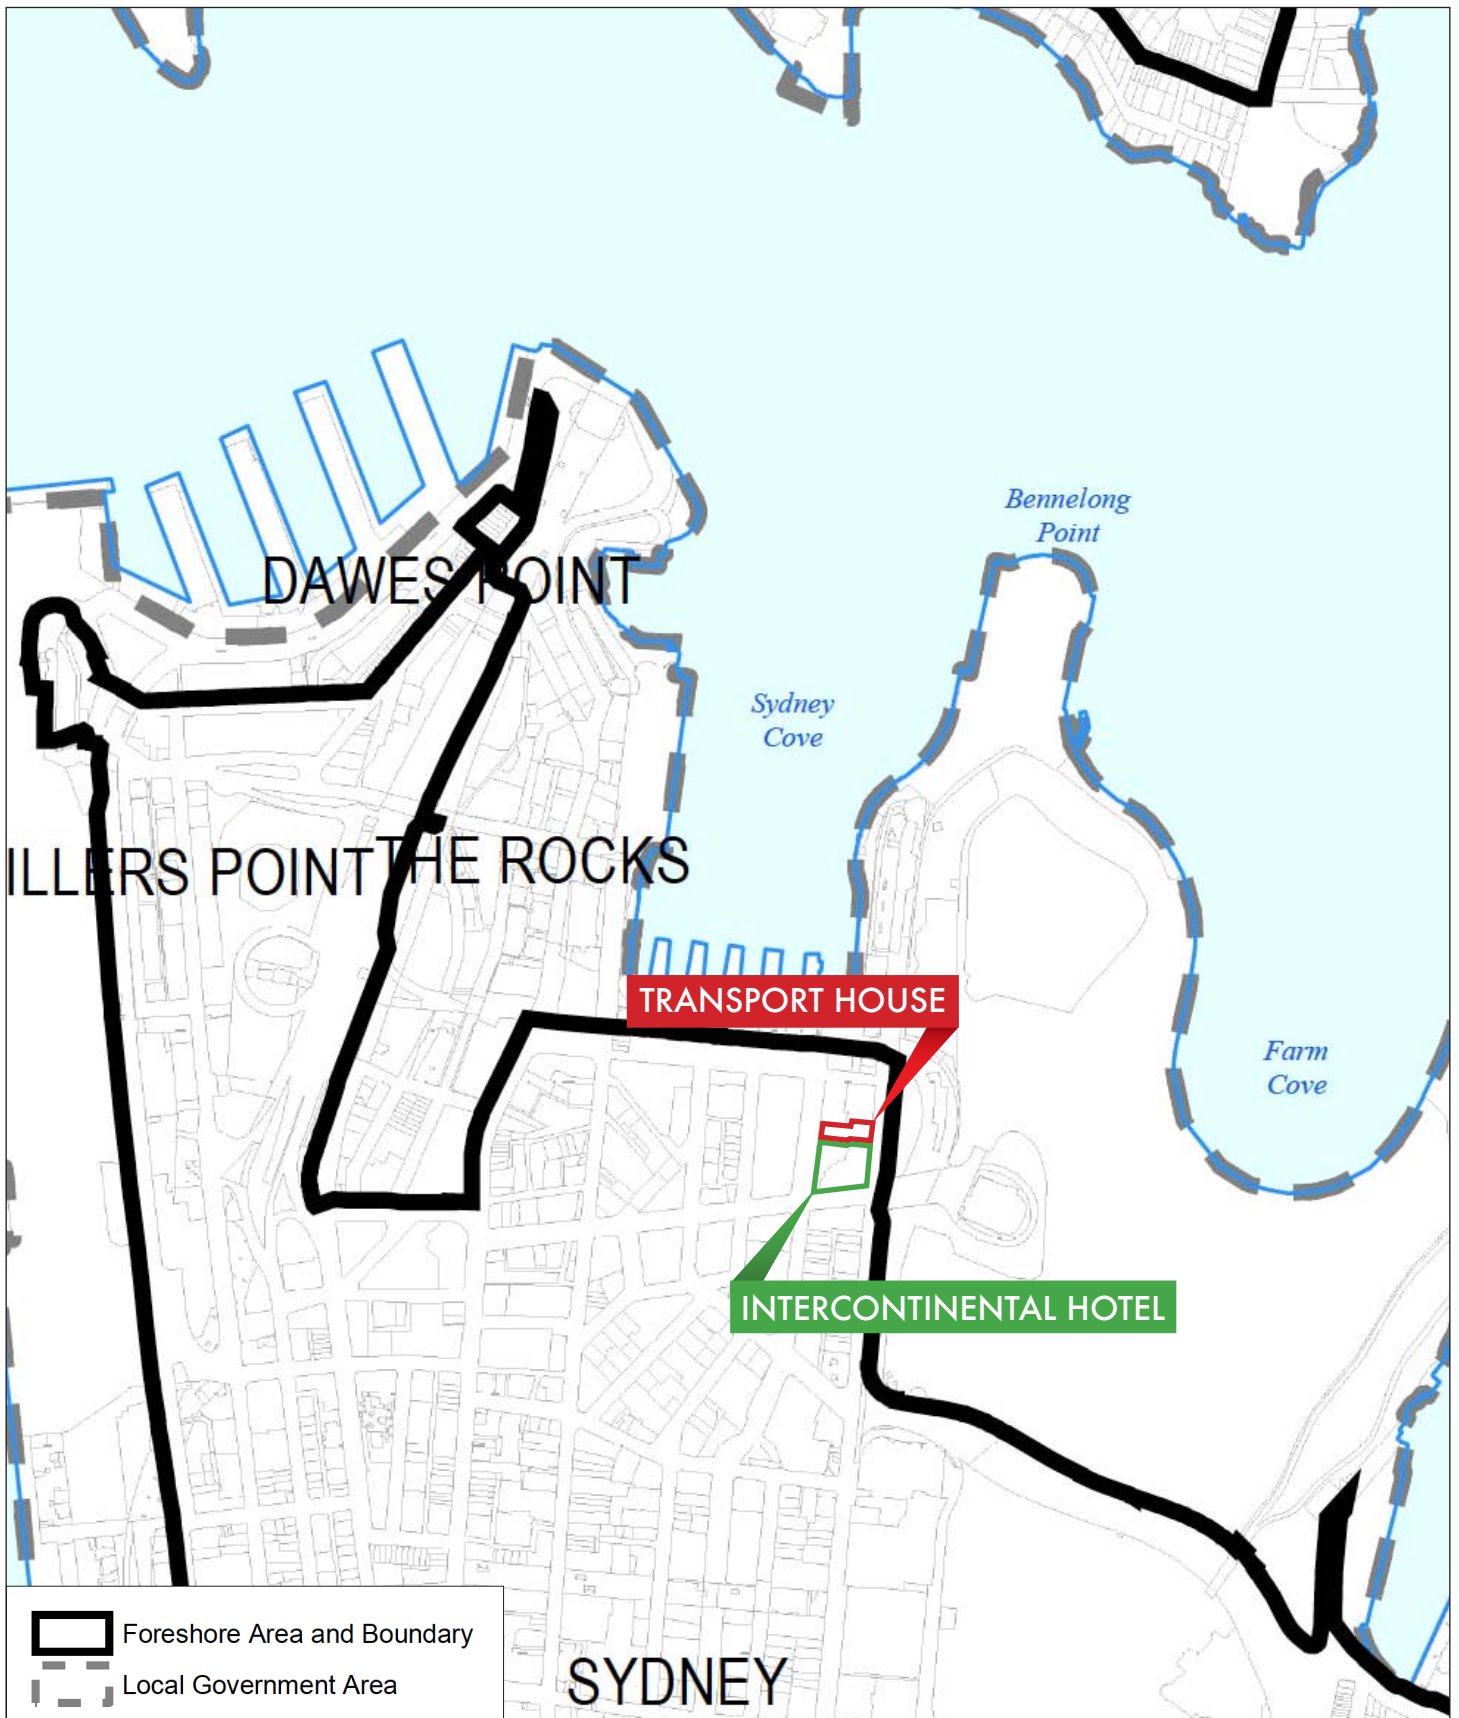 Bennelong
Point
DAWES POINT
Sydney
Cove
ILLERS POINT
THE ROCKS
TRANSPORT HOUSE
Farm
Cove
INTERCONTINENTAL HOTEL
Foreshore Area and Boundary
Local Government Area
SYDNEY